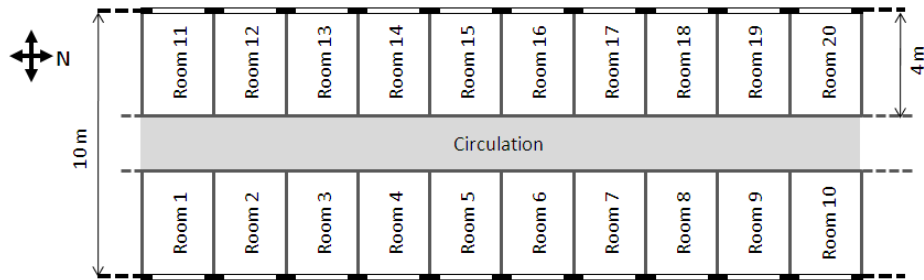 Room 11
Room 12
Room 13
Room 14
Room 15
Room 16
Room 17
Room 18
Room 19
Room 20
N
4 m
10 m
Circulation
Room 1
Room 2
Room 3
Room 4
Room 5
Room 6
Room 7
Room 8
Room 9
Room 10